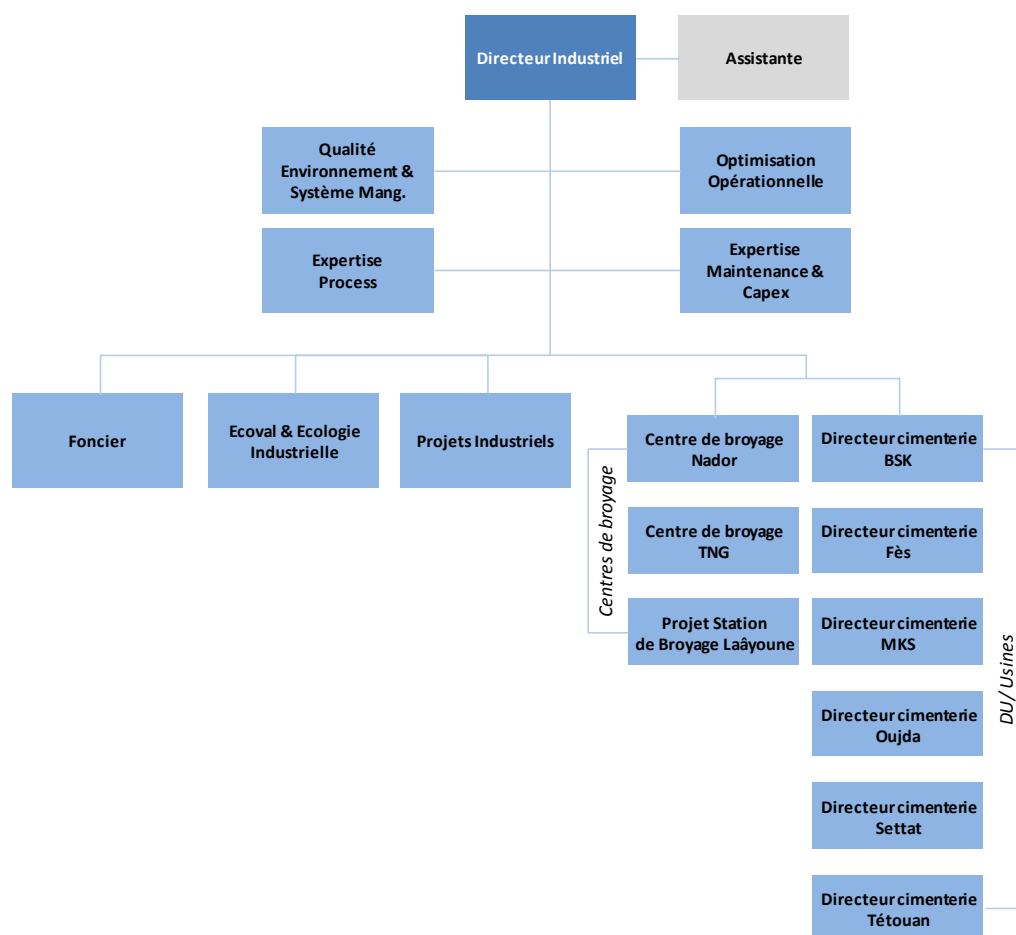 Directeur Industriel
Assistante
Qualité
Environnement &
Système Mang.
Optimisation
Opérationnelle
Expertise
Process
Expertise
Maintenance &
Capex
Foncier
Ecoval & Ecologie
Industrielle
Projets Industriels
Centres de broyage
Centre de broyage
Nador
Centre de broyage
TNG
Projet Station
de Broyage Laâyoune
Directeur cimenterie
BSK
Directeur cimenterie
Fès
Directeur cimenterie
MKS
Directeur cimenterie
Oujda
Directeur cimenterie
Settat
Directeur cimenterie
Tétouan
DU/ Usines